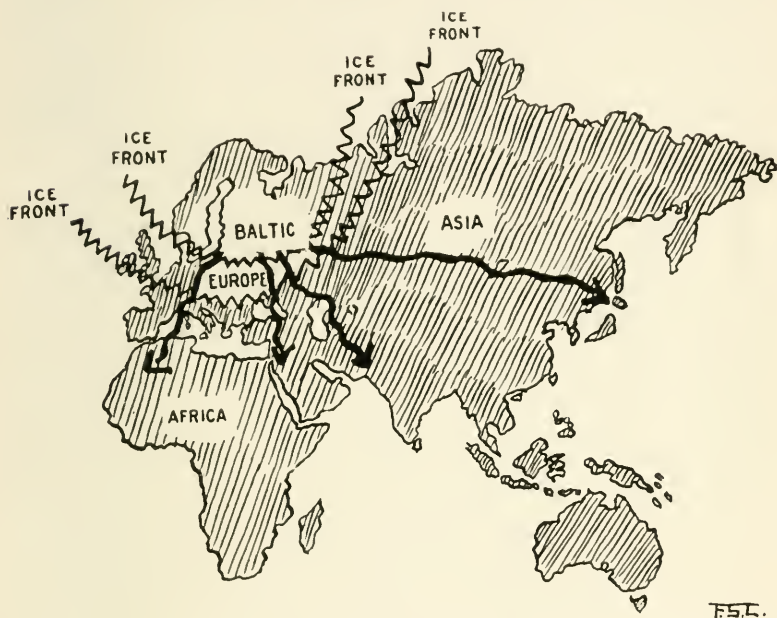 ICE
FRONT
ICE
FRONT
ICE
FRONT
ICE
FRONT
BALTIC
ASIA
EUROPE
AFRICA
F.S.C.